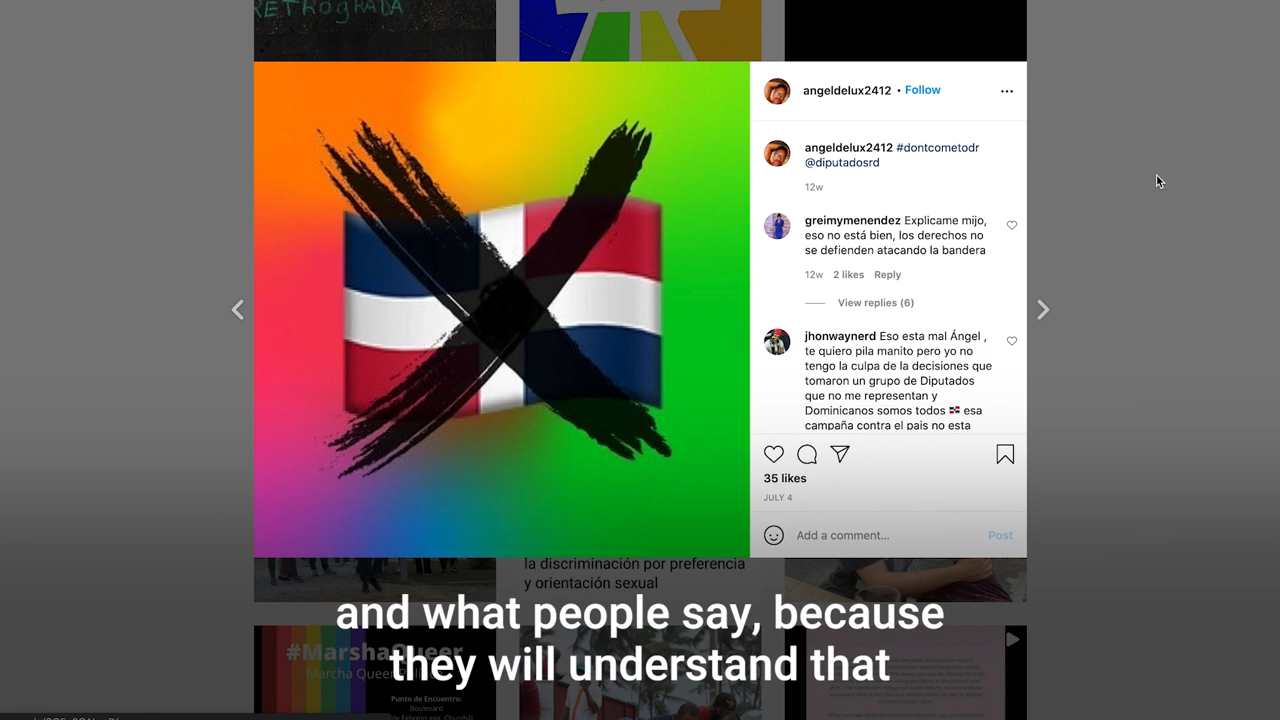 RETROGRADA
angeldelux2412 • Follow
angeldelux2412 #dontcometodr
@diputadosrd
12w
greimymenendez Explicame mijo,
eso no está bien, los derechos no
se defienden atacando la bandera
12w 2 likes Reply
View replies (6)
jhonwaynerd Eso esta mal Ángel ,
te quiero pila manito pero yo no
tengo la culpa de la decisiones que
tomaron un grupo de Diputados
que no me representan y
Dominicanos somos todos 🇩🇴 esa
campaña contra el pais no esta
35 likes
JULY 4
Add a comment... Post
la discriminación por preferencia
y orientación sexual
and what people say, because
they will understand that
#MarshaQueer
Marcha Queer
Punto de Encuentro:
Boulevard
de Febrero esq. Churchill